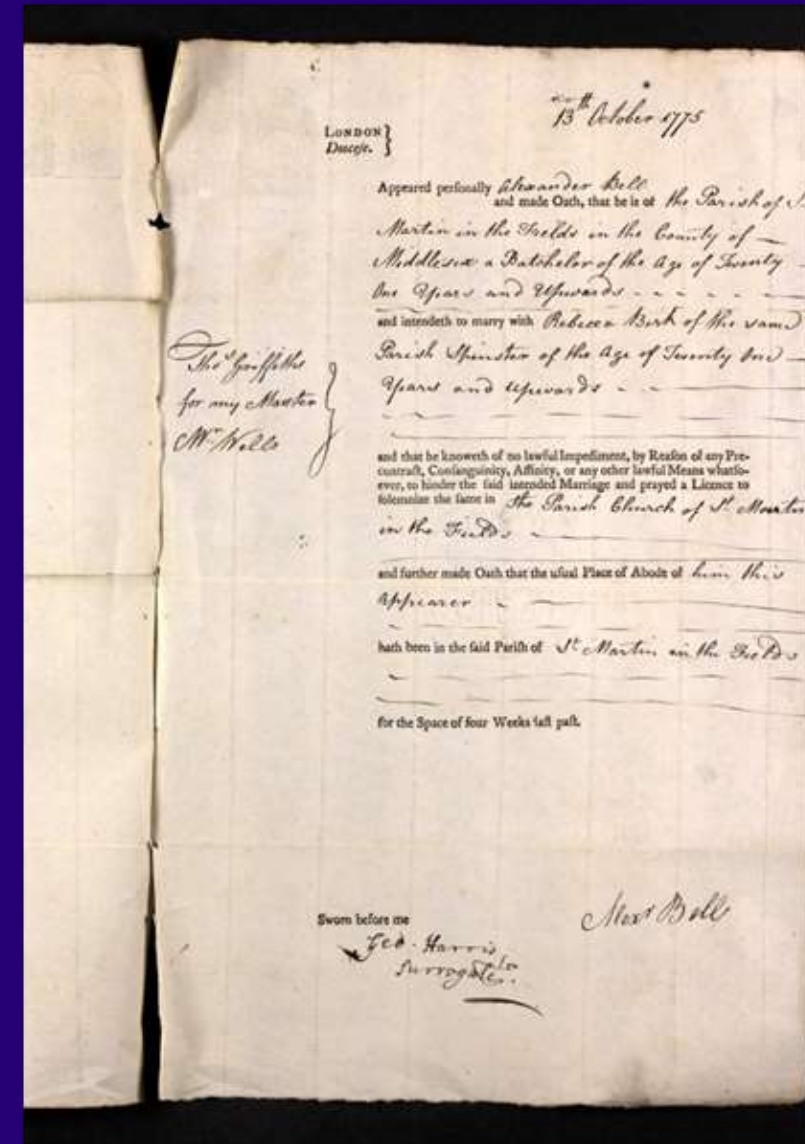 13th October 1775
LONDON
Diocese.
Appeared personally Alexander Bell
and made Oath, that he is of the Parish of St
Martin in the Fields in the County of
Middlesex a Batchelor of the Age of Twenty
One Years and Upwards
and intendeth to marry with Rebecca of the same
Parish Spinster of the Age of Twenty One
Years and Upwards
Thos Griffiths
for my Master
Mr Wells
and that he knoweth of no lawful Impediment, by Reason of any Pre-
contract, Consanguinity, Affinity, or any other lawful Means whatso-
ever, to hinder the said intended Marriage and prayed a Licence to
solemnize the same in the Parish Church of St Martin
in the Fields
and further made Oath that the usual Place of Abode of him this
Appearer
hath been in the said Parish of St Martin in the Fields
for the Space of four Weeks last past.
Alexr Bell
Sworn before me
Geo. Harris
Surrogate